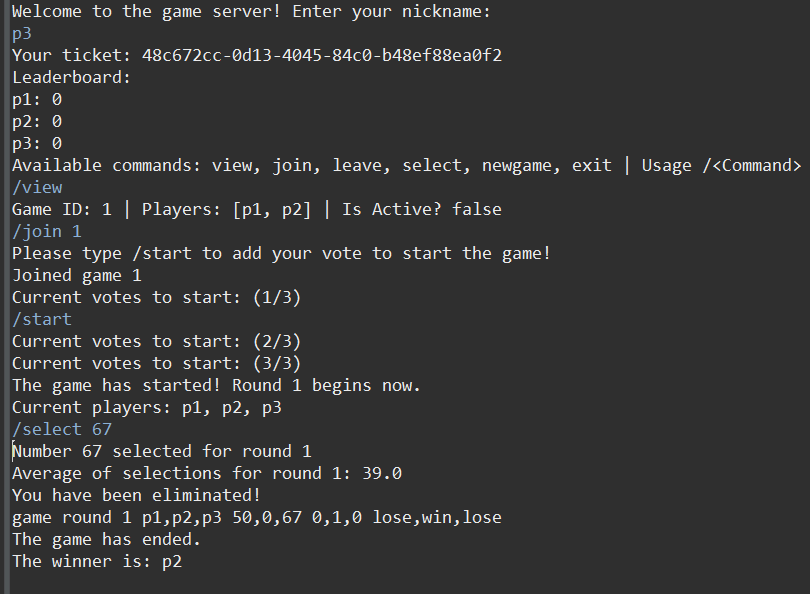 Welcome to the game server! Enter your nickname:
p3
Your ticket: 48c672cc-0d13-4045-84c0-b48ef88ea0f2
Leaderboard:
p1: 0
p2: 0
p3: 0
Available commands: view, join, leave, select, newgame, exit | Usage /<Command>
/view
Game ID: 1 | Players: [p1, p2] | Is Active? false
/join 1
Please type /start to add your vote to start the game!
Joined game 1
Current votes to start: (1/3)
/start
Current votes to start: (2/3)
Current votes to start: (3/3)
The game has started! Round 1 begins now.
Current players: p1, p2, p3
/select 67
Number 67 selected for round 1
Average of selections for round 1: 39.0
You have been eliminated!
game round 1 p1,p2,p3 50,0,67 0,1,0 lose,win,lose
The game has ended.
The winner is: p2